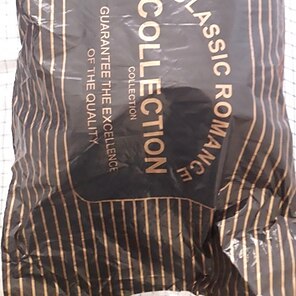 CLASSIC ROMANCE
COLLECTION
COLLECTION
GUARANTEE THE EXCELLENCE
OF THE QUALITY